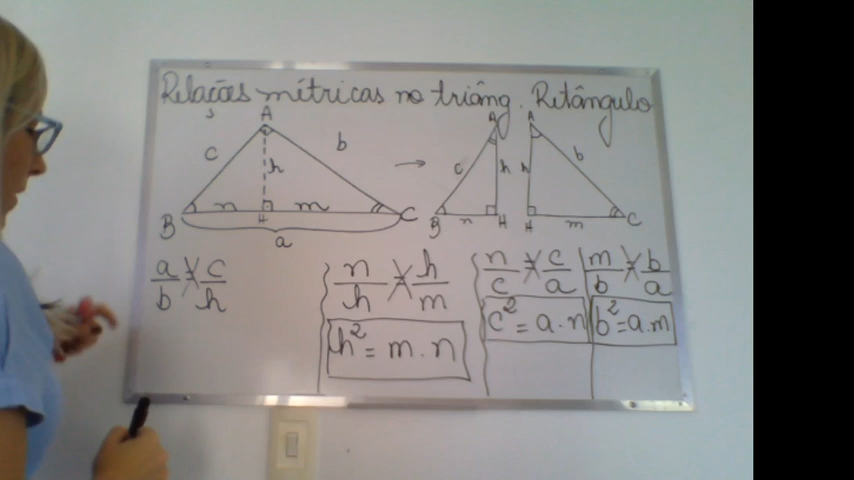 Relações métricas no triâng. Retângulo
A
c
b
h
n
m
B
H
C
a
→
A
c
h
B
n
H
A
h
b
H
m
C
a/b = c/h
n/h = h/m
h² = m . n
n/c = c/a
c² = a . n
m/b = b/a
b² = a . m